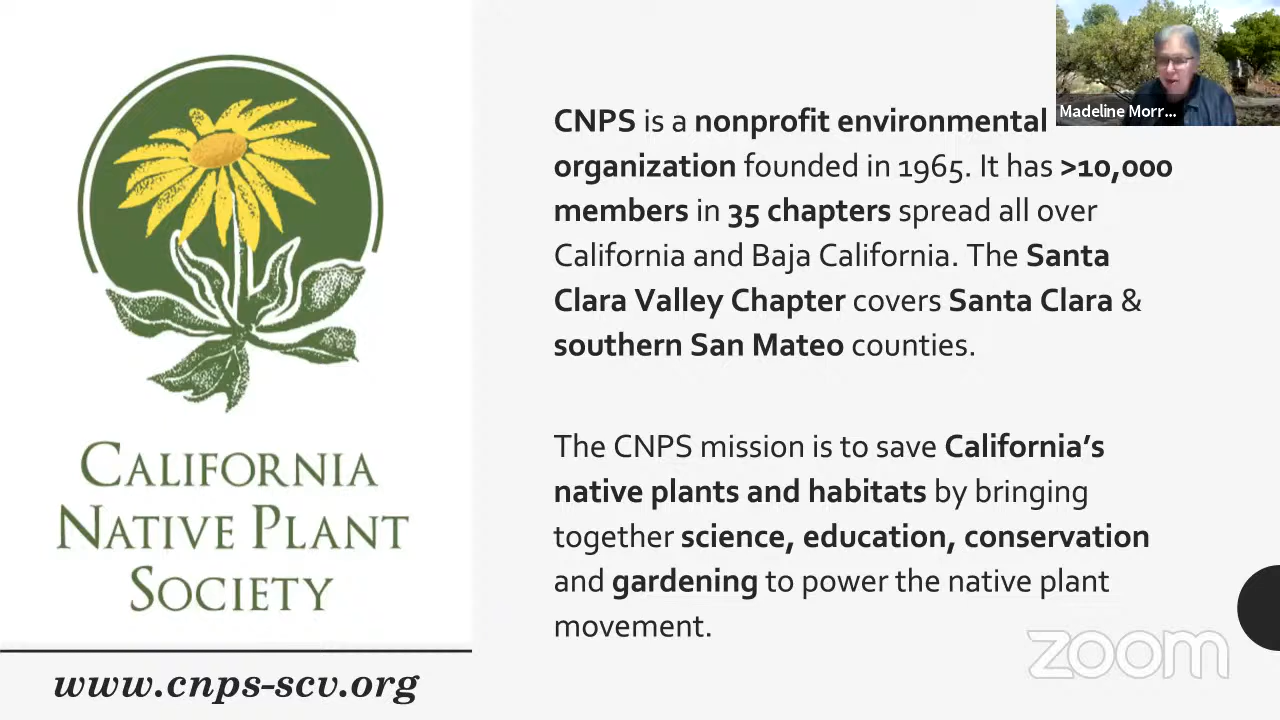 CALIFORNIA
NATIVE PLANT
SOCIETY
www.cnps-scv.org
CNPS is a nonprofit environmental
organization founded in 1965. It has >10,000
members in 35 chapters spread all over
California and Baja California. The Santa
Clara Valley Chapter covers Santa Clara &
southern San Mateo counties.
The CNPS mission is to save California’s
native plants and habitats by bringing
together science, education, conservation
and gardening to power the native plant
movement.
Madeline Morr...
zoom